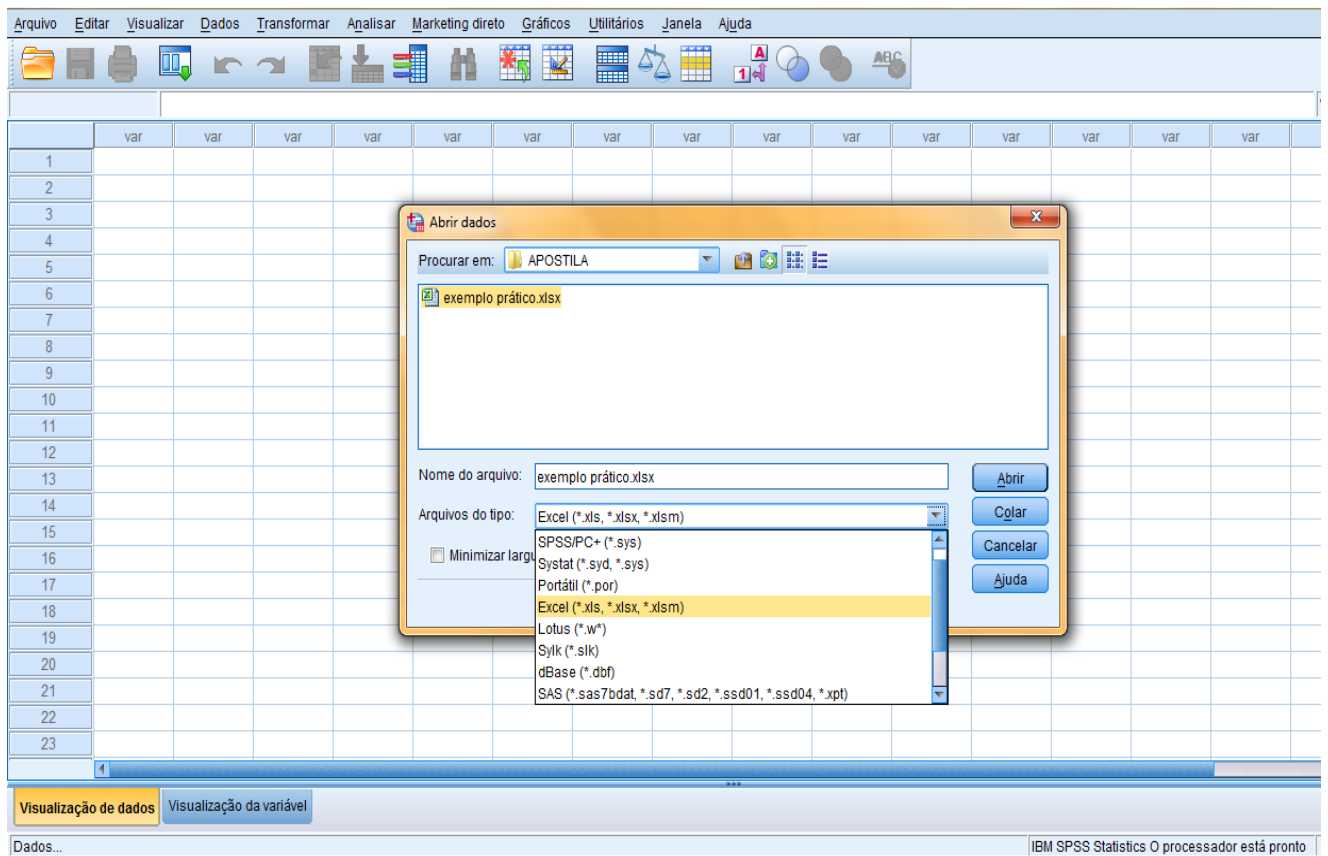 Arquivo Editar Visualizar Dados Transformar Analisar Marketing direto Gráficos Utilitários Janela Ajuda
A
1
ABC
var var var var var var var var var var var var var var var
1
2
3
4
5
6
7
8
9
10
11
12
13
14
15
16
17
18
19
20
21
22
23
Abrir dados
X
Procurar em: APOSTILA
exemplo prático.xlsx
Nome do arquivo: exemplo prático.xlsx
Abrir
Arquivos do tipo: Excel (*.xls, *.xlsx, *.xlsm)
Colar
SPSS/PC+ (*.sys)
Cancelar
Minimizar largu
Systat (*.syd, *.sys)
Portátil (*.por)
Ajuda
Excel (*.xls, *.xlsx, *.xlsm)
Lotus (*.w*)
Sylk (*.slk)
dBase (*.dbf)
SAS (*.sas7bdat, *.sd7, *.sd2, *.ssd01, *.ssd04, *.xpt)
Visualização de dados Visualização da variável
Dados... IBM SPSS Statistics O processador está pronto